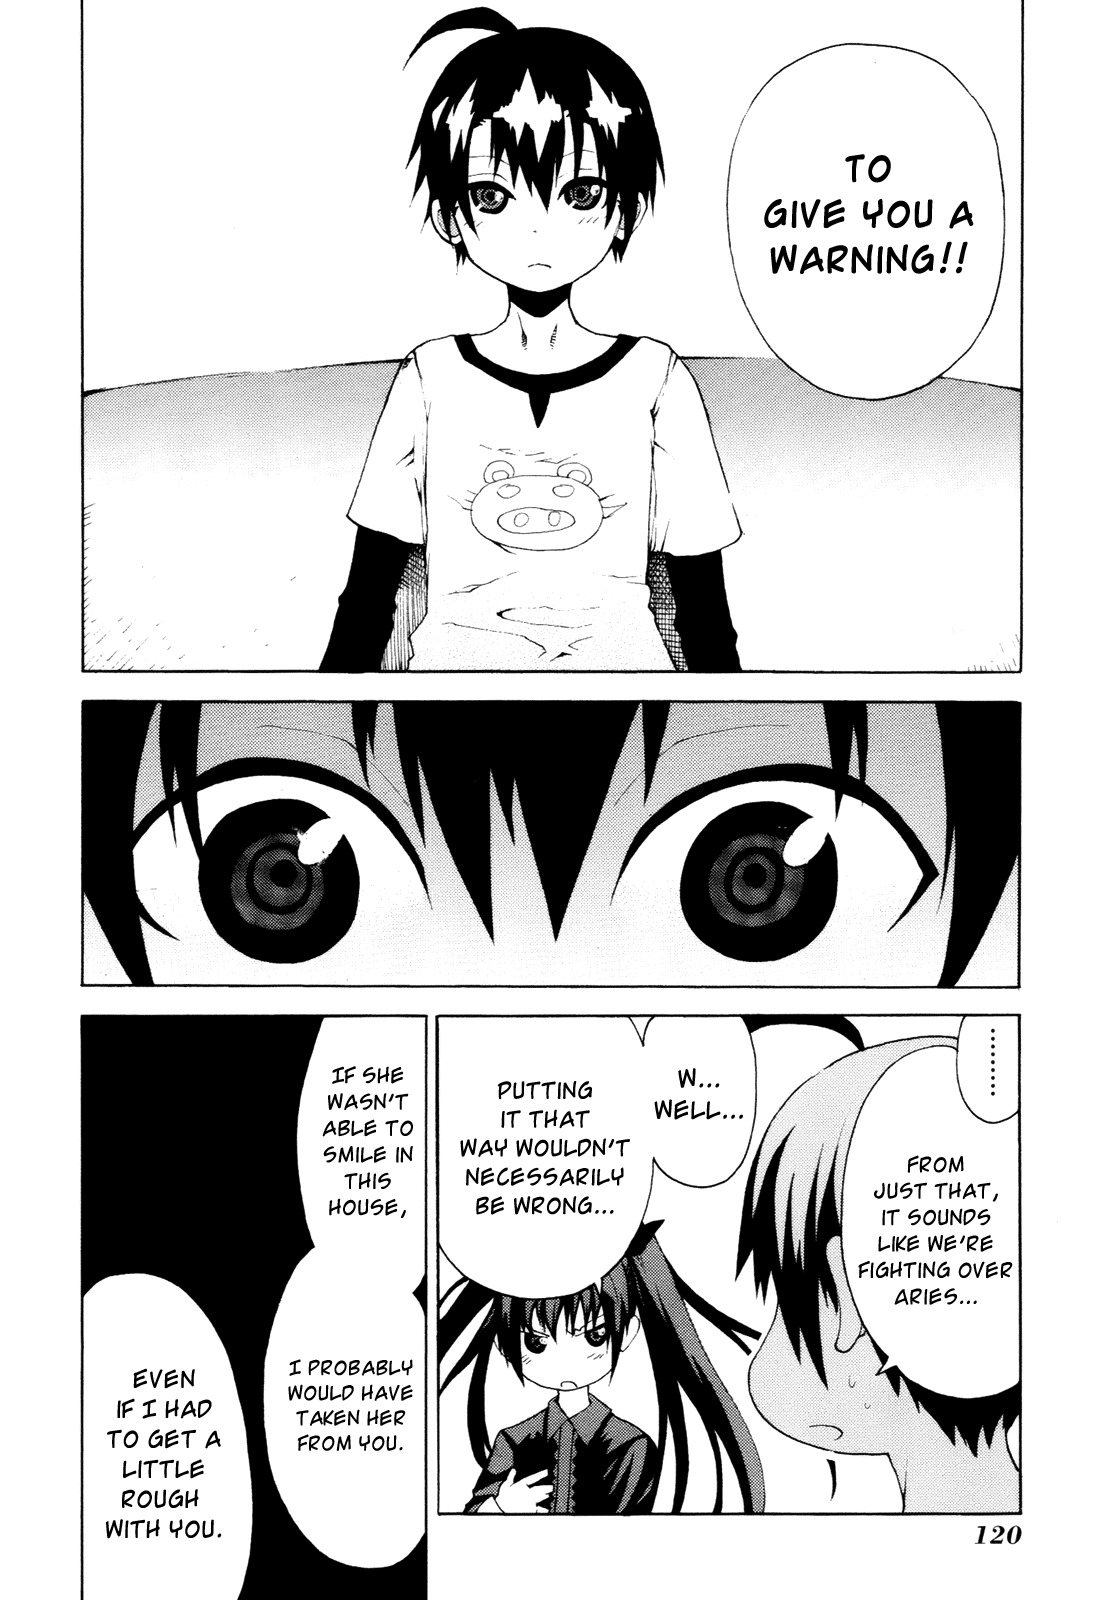 TO
GIVE YOU A
WARNING!!
.........
FROM
JUST THAT,
IT SOUNDS
LIKE WE'RE
FIGHTING OVER
ARIES...
W...
WELL...
PUTTING
IT THAT
WAY WOULDN'T
NECESSARILY
BE WRONG...
IF SHE
WASN'T
ABLE TO
SMILE IN
THIS
HOUSE,
I PROBABLY
WOULD HAVE
TAKEN HER
FROM YOU.
EVEN
IF I HAD
TO GET A
LITTLE
ROUGH
WITH YOU.
120